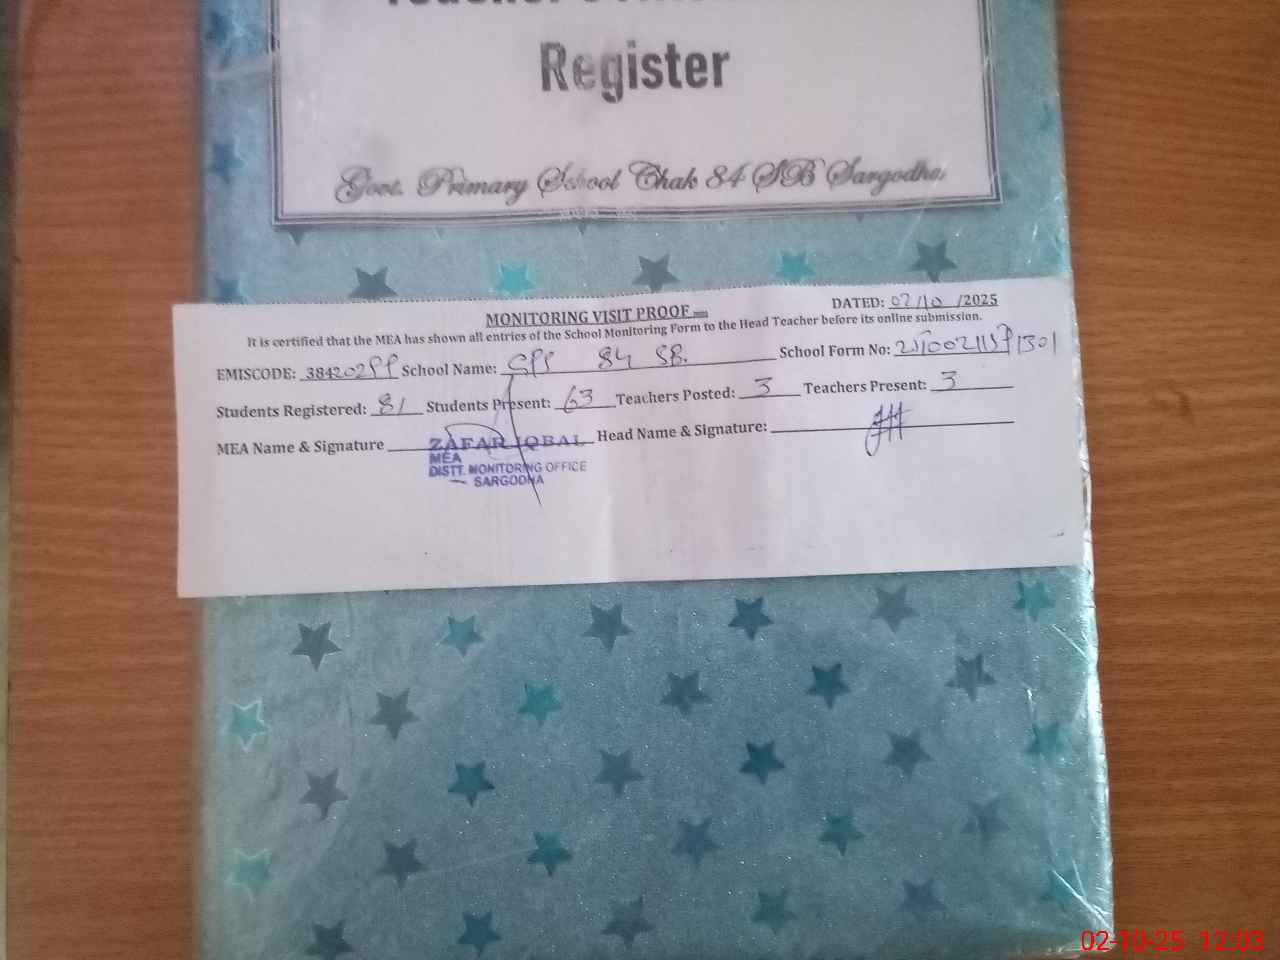 Register
Govt. Primary School Chak 84 SB Sargodha.
MONITORING VISIT PROOF
DATED: 02/10/2025
It is certified that the MEA has shown all entries of the School Monitoring Form to the Head Teacher before its online submission.
EMISCODE: School Name: GPS 84 SB. School Form No:
Students Registered: 81 Students Present: 63 Teachers Posted: 3 Teachers Present: 3
MEA Name & Signature ZAFAR IQBAL Head Name & Signature:
MEA
DISTT. MONITORING OFFICE
SARGODHA
02-10-25 12:03